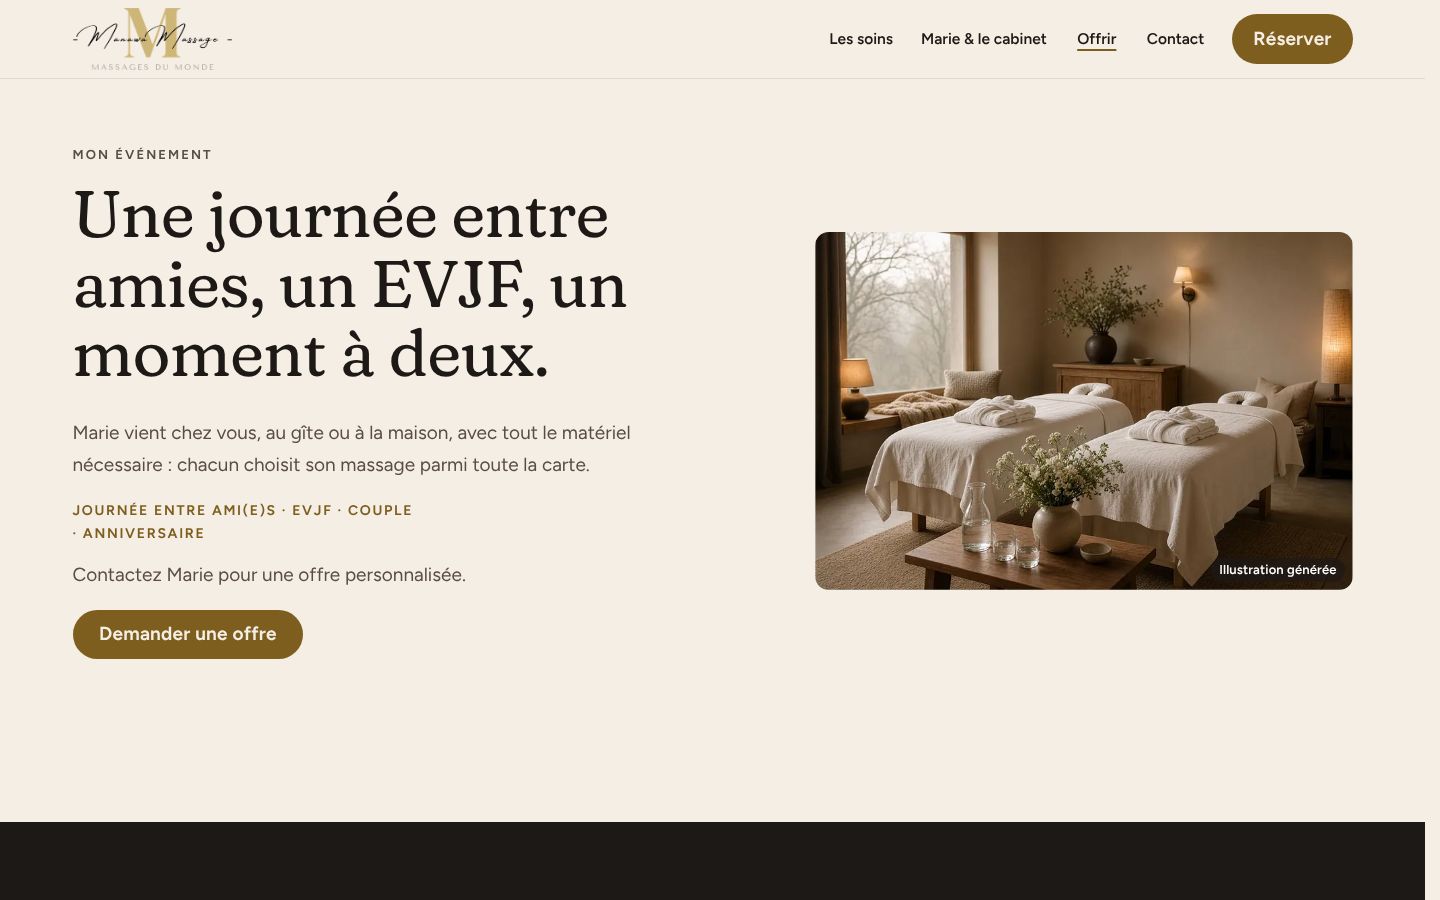 - Manawa Massage -
M
MASSAGES DU MONDE
Les soins
Marie & le cabinet
Offrir
Contact
Réserver
MON ÉVÉNEMENT
Une journée entre
amies, un EVJF, un
moment à deux.
Marie vient chez vous, au gîte ou à la maison, avec tout le matériel
nécessaire : chacun choisit son massage parmi toute la carte.
JOURNÉE ENTRE AMI(E)S · EVJF · COUPLE
· ANNIVERSAIRE
Contactez Marie pour une offre personnalisée.
Demander une offre
Illustration générée